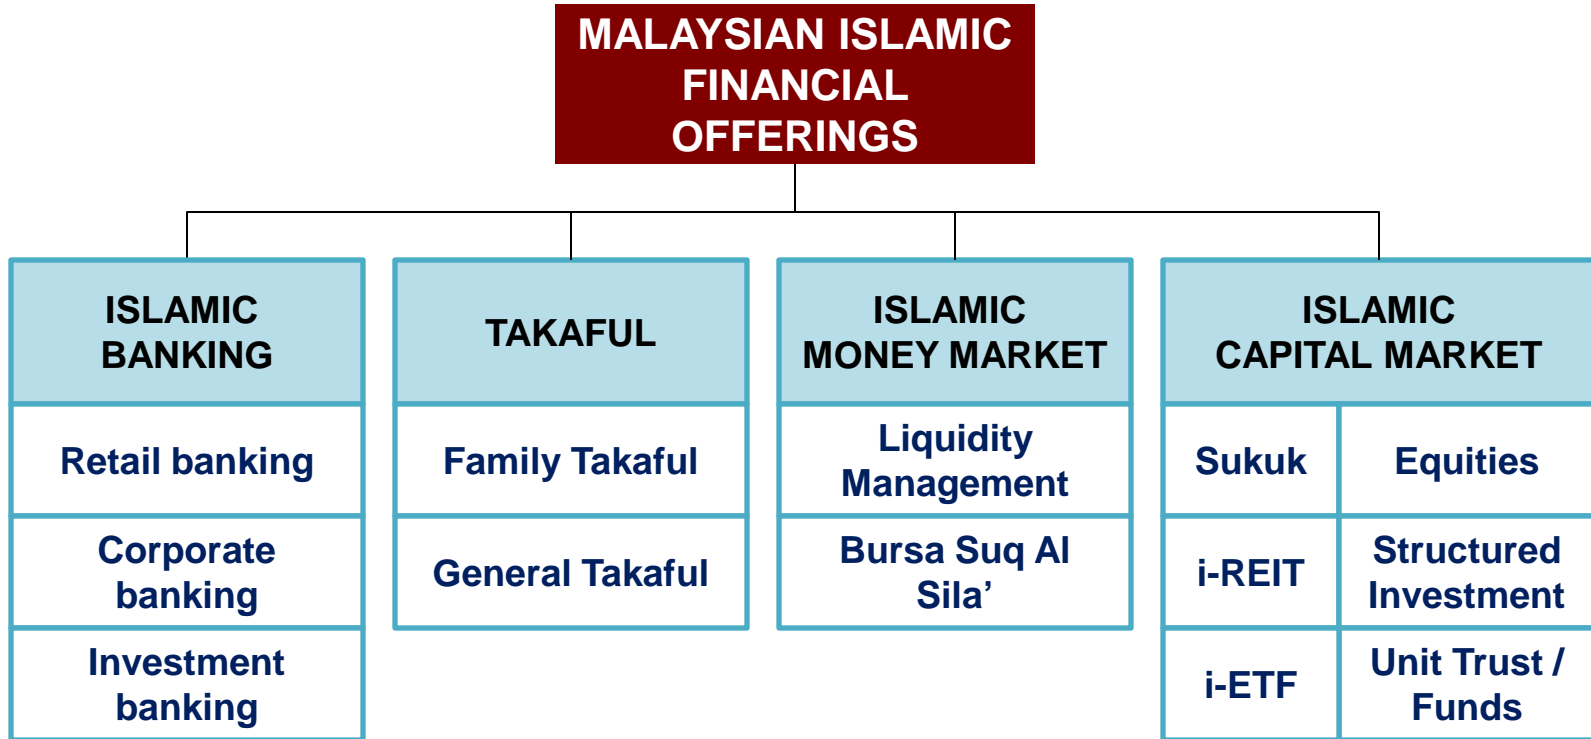 MALAYSIAN ISLAMIC
FINANCIAL
OFFERINGS
ISLAMIC
BANKING
Retail banking
Corporate
banking
Investment
banking
TAKAFUL
Family Takaful
General Takaful
ISLAMIC
MONEY MARKET
Liquidity
Management
Bursa Suq Al
Sila’
ISLAMIC
CAPITAL MARKET
Sukuk
Equities
i-REIT
Structured
Investment
i-ETF
Unit Trust /
Funds